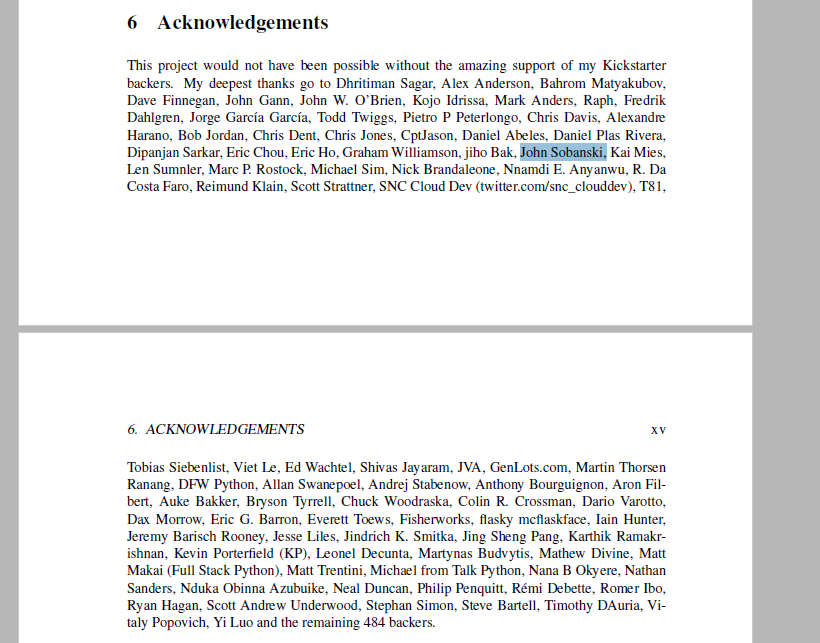 6 Acknowledgements
This project would not have been possible without the amazing support of my Kickstarter
backers. My deepest thanks go to Dhritiman Sagar, Alex Anderson, Bahrom Matyakubov,
Dave Finnegan, John Gann, John W. O'Brien, Kojo Idrissa, Mark Anders, Raph, Fredrik
Dahlgren, Jorge García García, Todd Twiggs, Pietro P Peterlongo, Chris Davis, Alexandre
Harano, Bob Jordan, Chris Dent, Chris Jones, CptJason, Daniel Abeles, Daniel Plas Rivera,
Dipanjan Sarkar, Eric Chou, Eric Ho, Graham Williamson, jiho Bak, John Sobanski, Kai Mies,
Len Sumnler, Marc P. Rostock, Michael Sim, Nick Brandaleone, Nnamdi E. Anyanwu, R. Da
Costa Faro, Reimund Klain, Scott Strattner, SNC Cloud Dev (twitter.com/snc_clouddev), T81,
6. ACKNOWLEDGEMENTS xv
Tobias Siebenlist, Viet Le, Ed Wachtel, Shivas Jayaram, JVA, GenLots.com, Martin Thorsen
Ranang, DFW Python, Allan Swanepoel, Andrej Stabenow, Anthony Bourguignon, Aron Fil-
bert, Auke Bakker, Bryson Tyrrell, Chuck Woodraska, Colin R. Crossman, Dario Varotto,
Dax Morrow, Eric G. Barron, Everett Toews, Fisherworks, flasky mcflaskface, Iain Hunter,
Jeremy Barisch Rooney, Jesse Liles, Jindrich K. Smitka, Jing Sheng Pang, Karthik Ramakr-
ishnan, Kevin Porterfield (KP), Leonel Decunta, Martynas Budvytis, Mathew Divine, Matt
Makai (Full Stack Python), Matt Trentini, Michael from Talk Python, Nana B Okyere, Nathan
Sanders, Nduka Obinna Azubuike, Neal Duncan, Philip Penquitt, Rémi Debette, Romer Ibo,
Ryan Hagan, Scott Andrew Underwood, Stephan Simon, Steve Bartell, Timothy DAuria, Vi-
taly Popovich, Yi Luo and the remaining 484 backers.